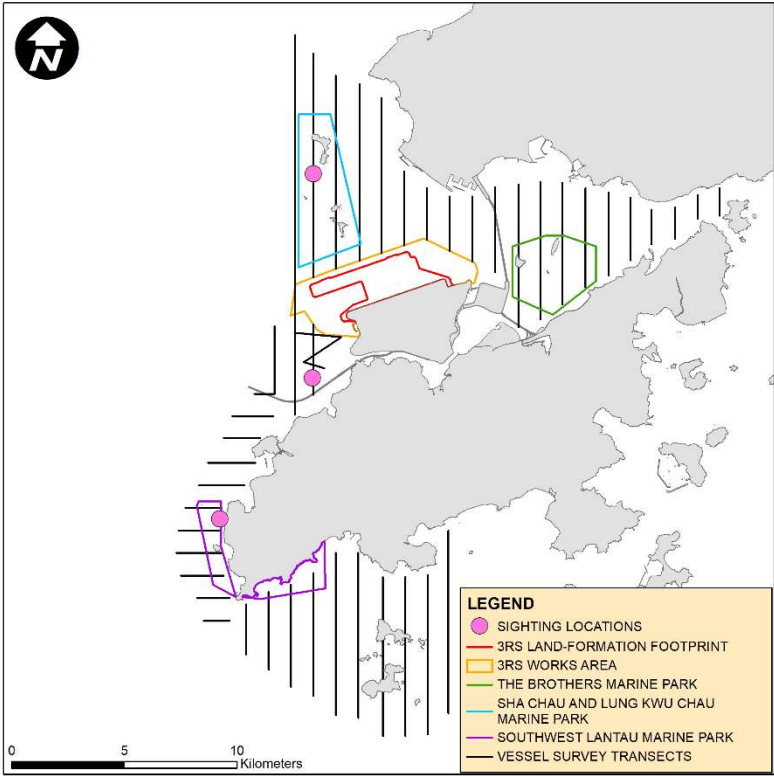 N
LEGEND
SIGHTING LOCATIONS
3RS LAND-FORMATION FOOTPRINT
3RS WORKS AREA
THE BROTHERS MARINE PARK
SHA CHAU AND LUNG KWU CHAU
MARINE PARK
SOUTHWEST LANTAU MARINE PARK
VESSEL SURVEY TRANSECTS
0 5 10
Kilometers